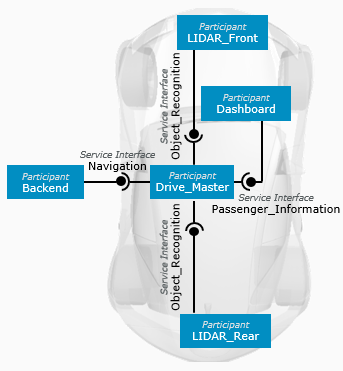 Participant
LIDAR_Front
Service Interface
Object_Recognition
Participant
Dashboard
Service Interface
Navigation
Participant
Backend
Participant
Drive_Master
Service Interface
Passenger_Information
Service Interface
Object_Recognition
Participant
LIDAR_Rear